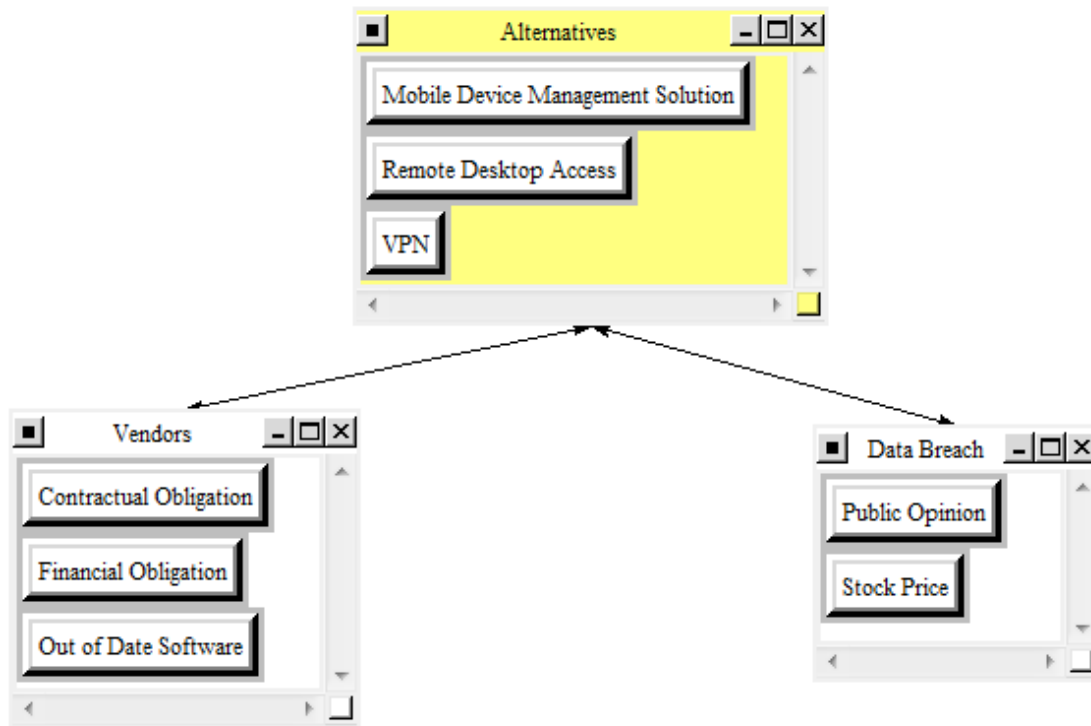 Alternatives
Mobile Device Management Solution
Remote Desktop Access
VPN
Vendors
Contractual Obligation
Financial Obligation
Out of Date Software
Data Breach
Public Opinion
Stock Price